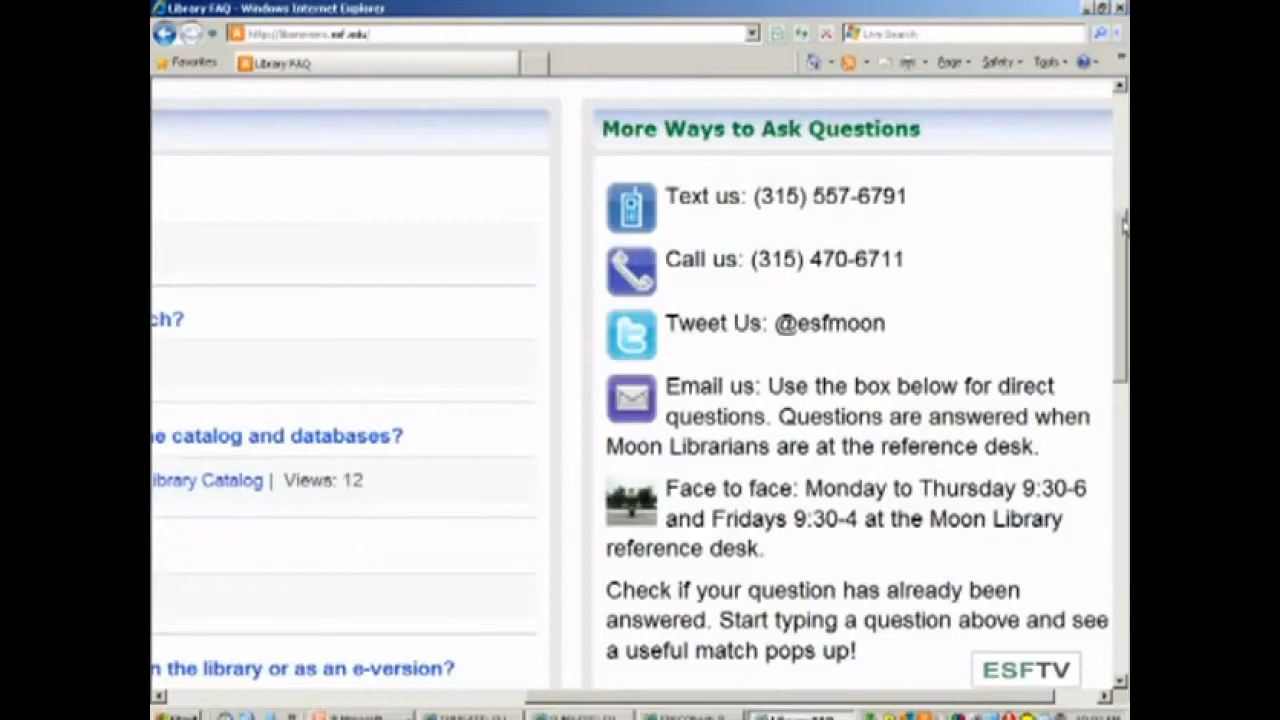 Library FAQ - Windows Internet Explorer
Live Search
Favorites
Library FAQ
Page
Safety
Tools
ch?
e catalog and databases?
ibrary Catalog | Views: 12
n the library or as an e-version?
More Ways to Ask Questions
Text us: (315) 557-6791
Call us: (315) 470-6711
Tweet Us: @esfmoon
Email us: Use the box below for direct
questions. Questions are answered when
Moon Librarians are at the reference desk.
Face to face: Monday to Thursday 9:30-6
and Fridays 9:30-4 at the Moon Library
reference desk.
Check if your question has already been
answered. Start typing a question above and see
a useful match pops up!
ESFTV
Library FAQ